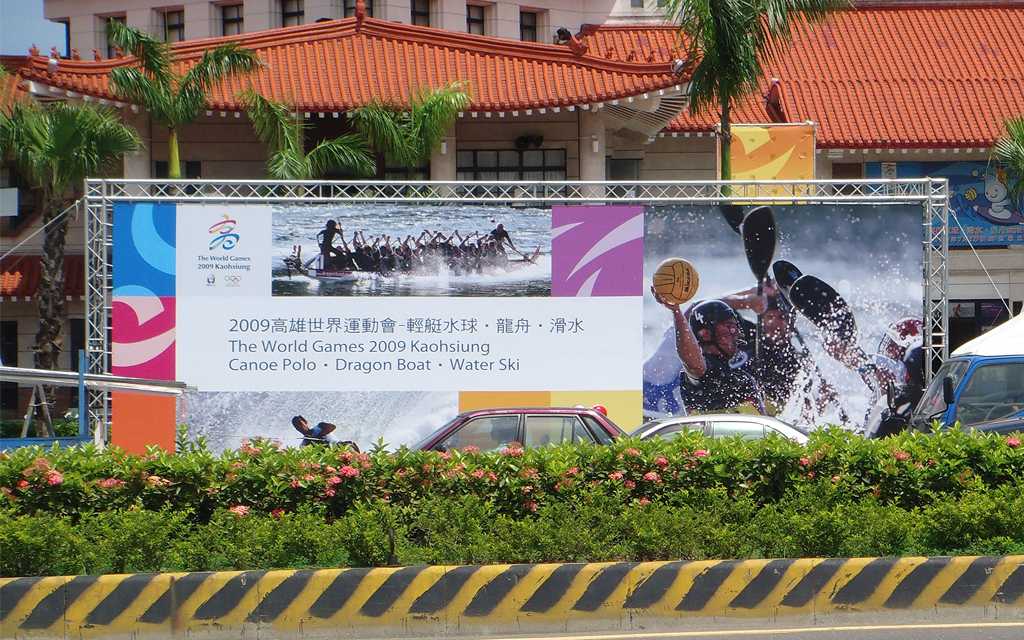 The World Games
2009 Kaohsiung
2009高雄世界運動會-輕艇水球・龍舟・滑水
The World Games 2009 Kaohsiung
Canoe Polo・Dragon Boat・Water Ski